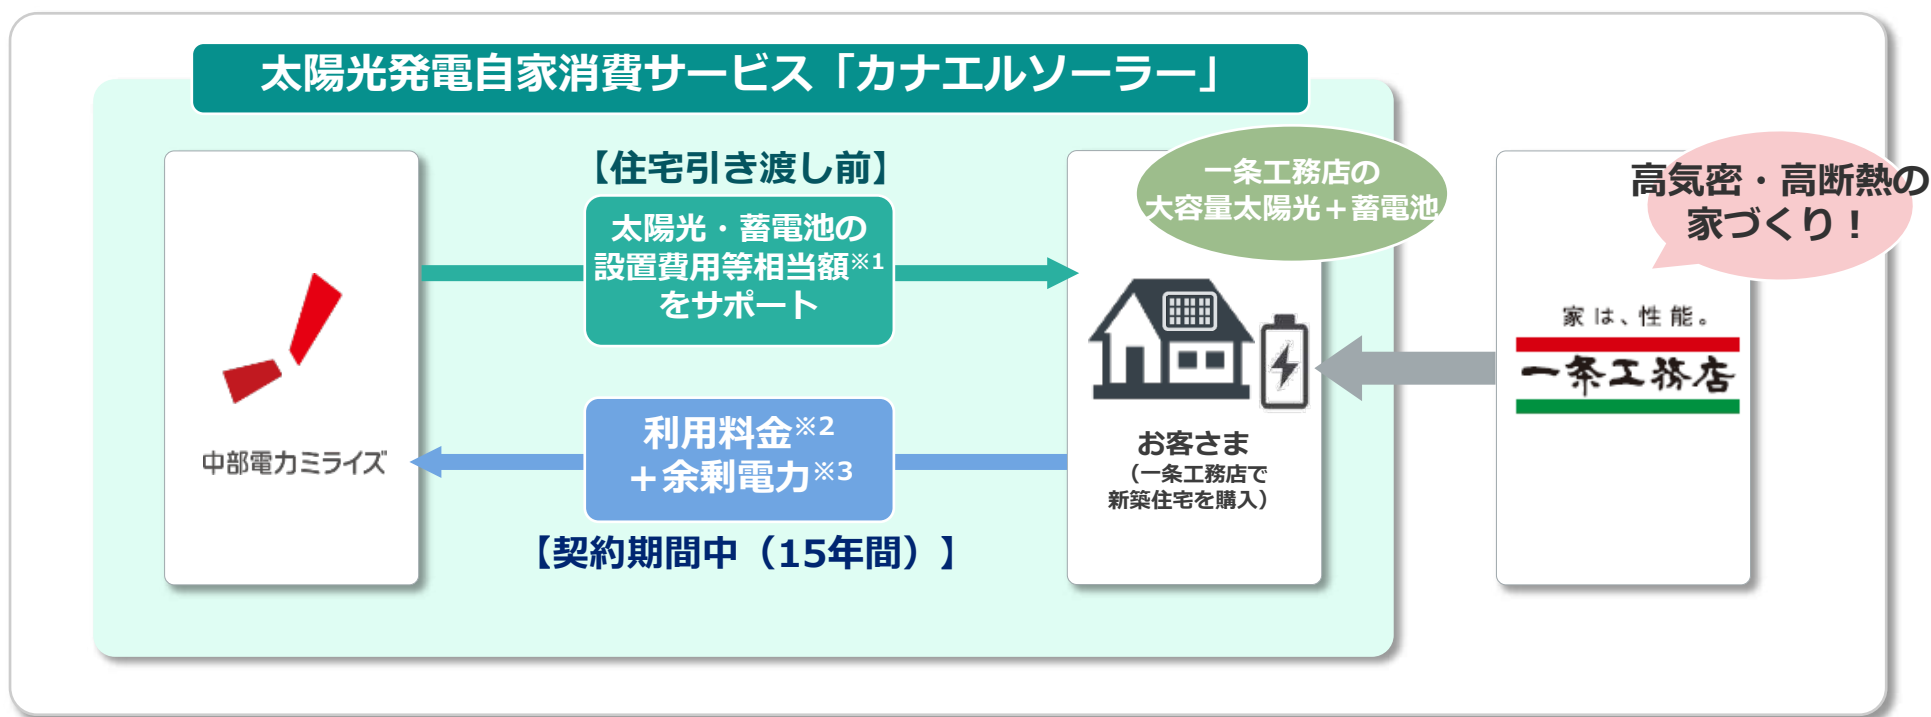 太陽光発電自家消費サービス「カナエルソーラー」
【住宅引き渡し前】
太陽光・蓄電池の
設置費用等相当額※1
をサポート
中部電力ミライズ
利用料金※2
＋余剰電力※3
【契約期間中（15年間）】
一条工務店の
大容量太陽光＋蓄電池
お客さま
（一条工務店で
新築住宅を購入）
高気密・高断熱の
家づくり！
家は、性能。
一条工務店